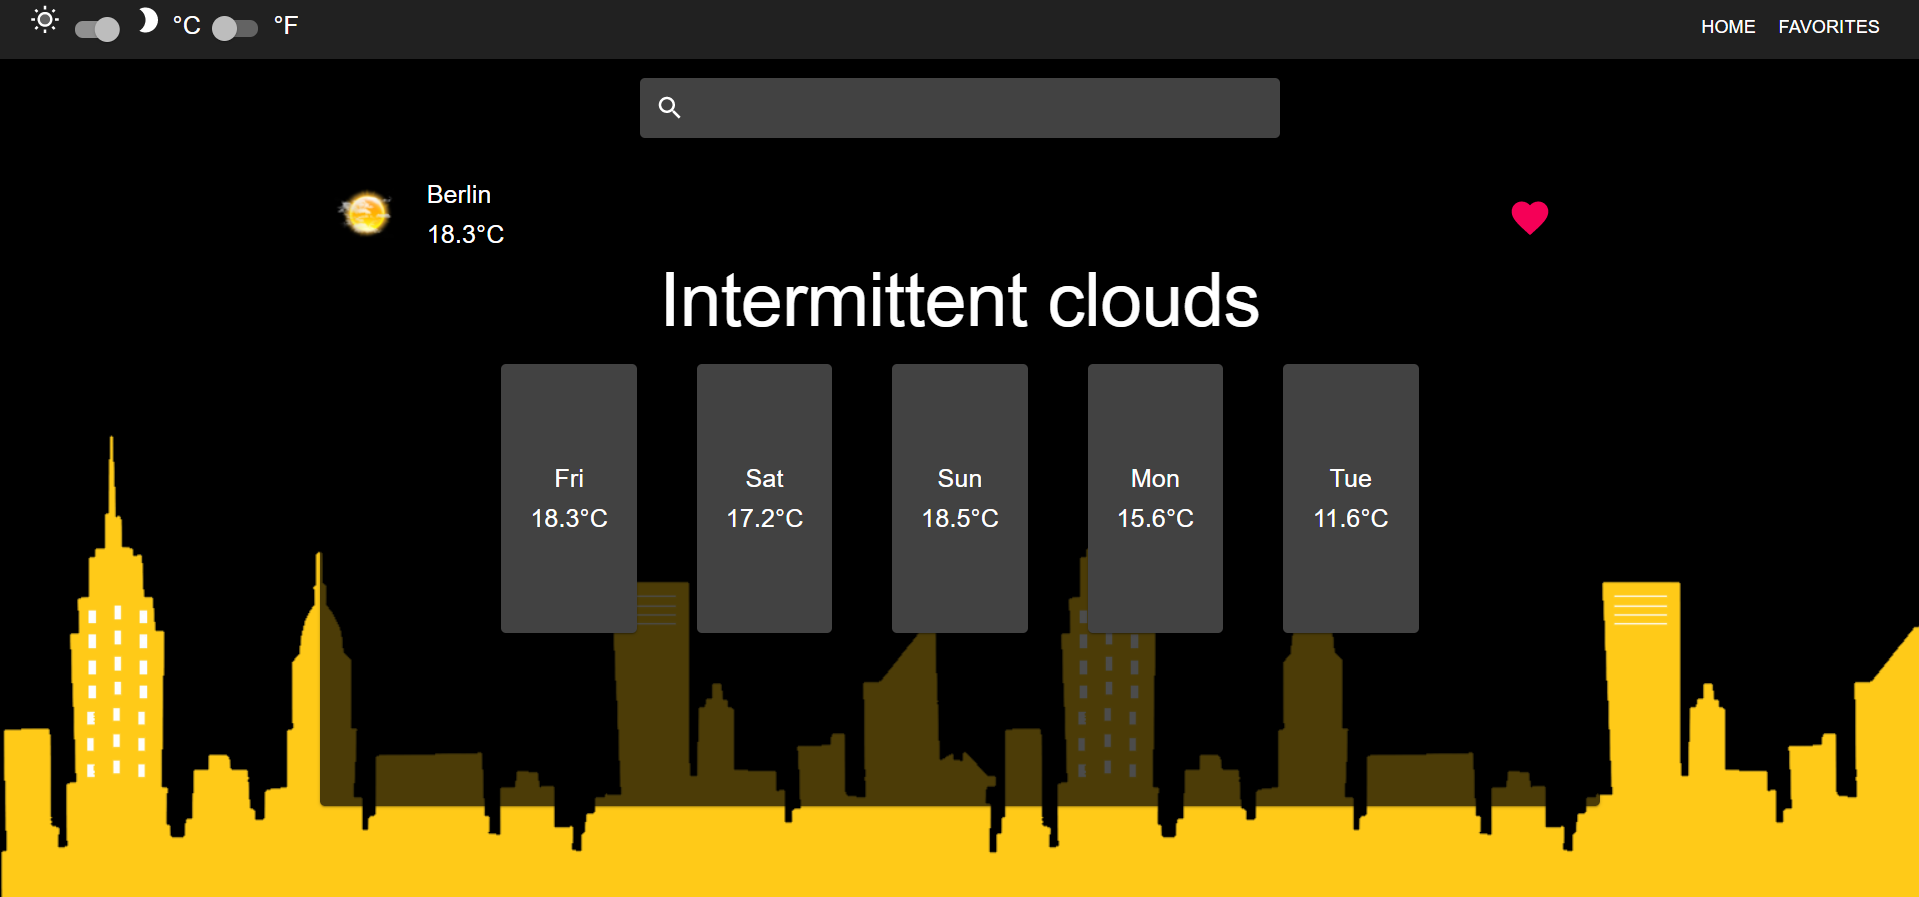 °C °F HOME FAVORITES
Berlin
18.3°C
Intermittent clouds
Fri Sat Sun Mon Tue
18.3°C 17.2°C 18.5°C 15.6°C 11.6°C